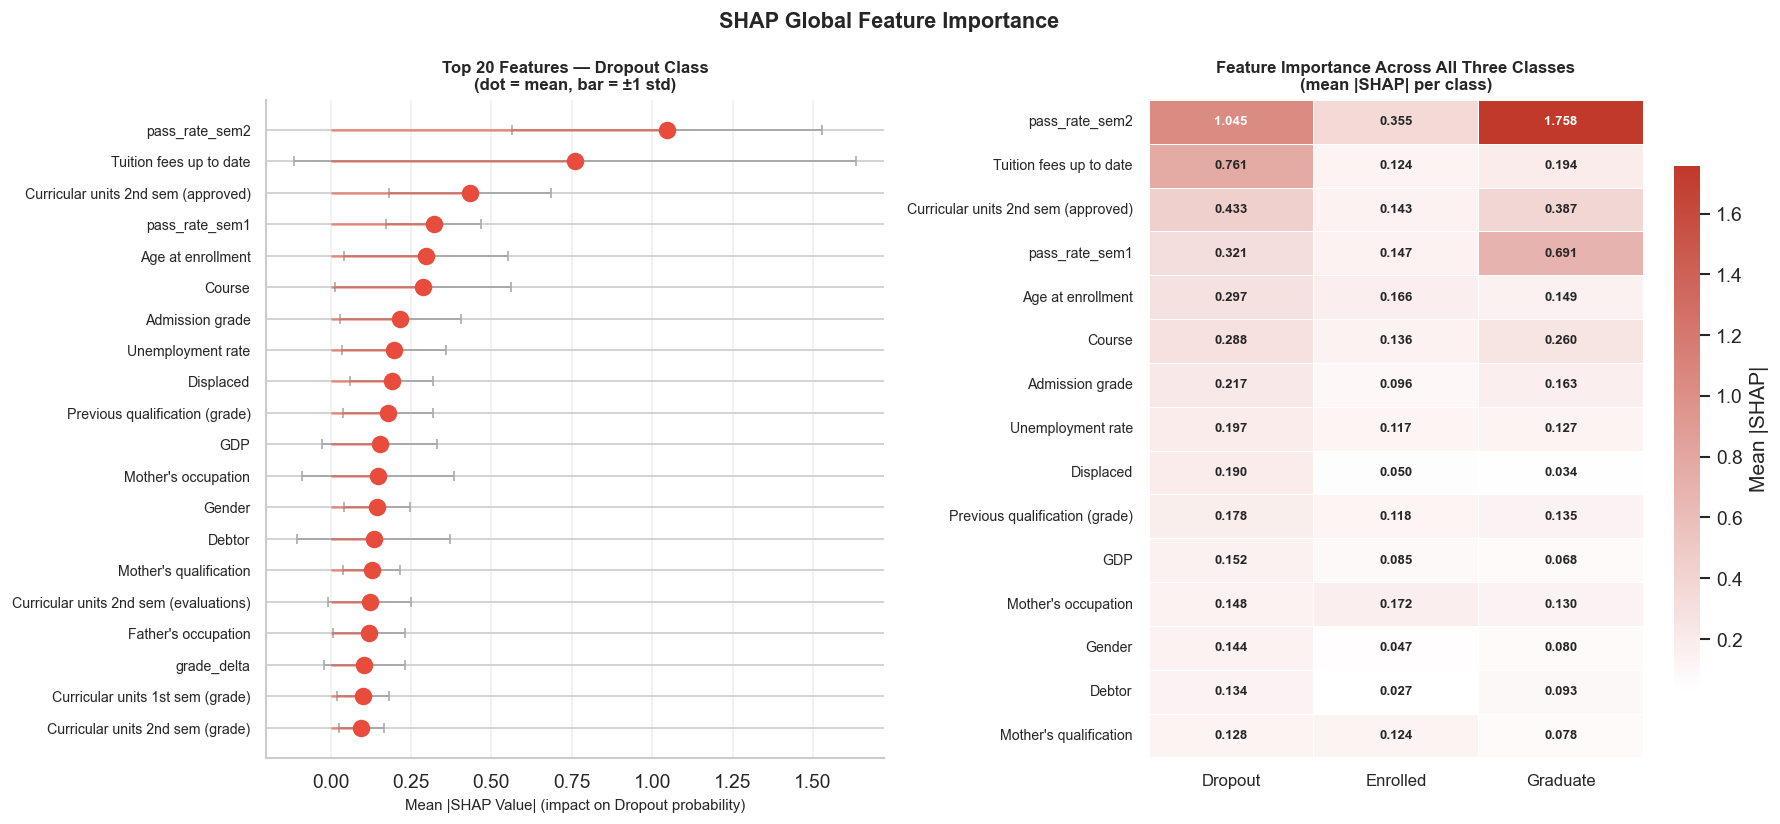 SHAP Global Feature Importance
Top 20 Features — Dropout Class
(dot = mean, bar = ±1 std)
pass_rate_sem2
Tuition fees up to date
Curricular units 2nd sem (approved)
pass_rate_sem1
Age at enrollment
Course
Admission grade
Unemployment rate
Displaced
Previous qualification (grade)
GDP
Mother's occupation
Gender
Debtor
Mother's qualification
Curricular units 2nd sem (evaluations)
Father's occupation
grade_delta
Curricular units 1st sem (grade)
Curricular units 2nd sem (grade)
0.00 0.25 0.50 0.75 1.00 1.25 1.50
Mean |SHAP Value| (impact on Dropout probability)
Feature Importance Across All Three Classes
(mean |SHAP| per class)
pass_rate_sem2 1.045 0.355 1.758
Tuition fees up to date 0.761 0.124 0.194
Curricular units 2nd sem (approved) 0.433 0.143 0.387
pass_rate_sem1 0.321 0.147 0.691
Age at enrollment 0.297 0.166 0.149
Course 0.288 0.136 0.260
Admission grade 0.217 0.096 0.163
Unemployment rate 0.197 0.117 0.127
Displaced 0.190 0.050 0.034
Previous qualification (grade) 0.178 0.118 0.135
GDP 0.152 0.085 0.068
Mother's occupation 0.148 0.172 0.130
Gender 0.144 0.047 0.080
Debtor 0.134 0.027 0.093
Mother's qualification 0.128 0.124 0.078
Dropout Enrolled Graduate
1.6
1.4
1.2
1.0
0.8
0.6
0.4
0.2
Mean |SHAP|